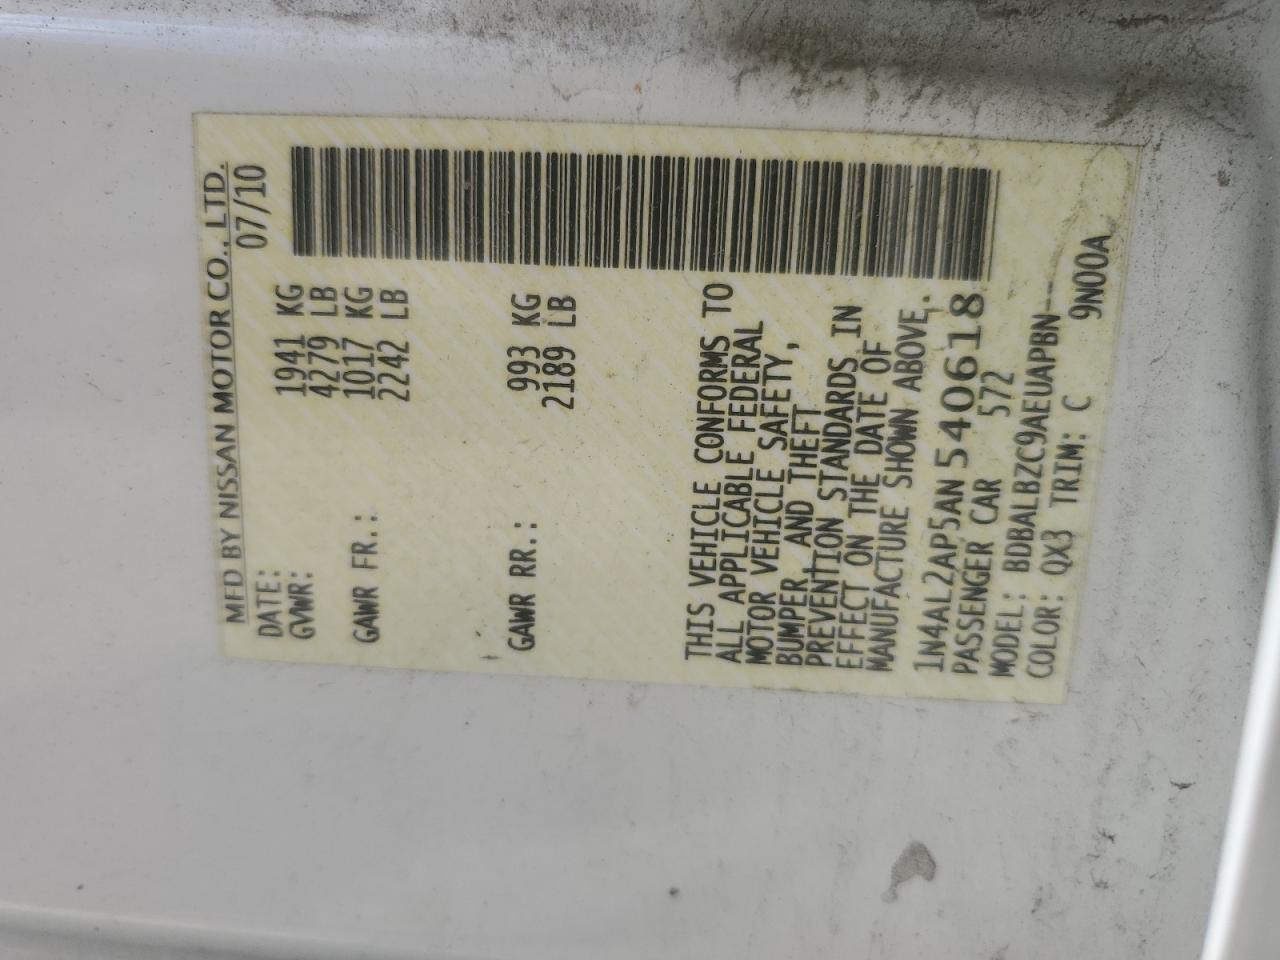 MFD BY NISSAN MOTOR CO., LTD.
DATE: 07/10
GVWR: 1941 KG
4279 LB
GAWR FR.: 1017 KG
2242 LB
GAWR RR.: 993 KG
2189 LB
THIS VEHICLE CONFORMS TO
ALL APPLICABLE FEDERAL
MOTOR VEHICLE SAFETY,
BUMPER, AND THEFT
PREVENTION STANDARDS IN
EFFECT ON THE DATE OF
MANUFACTURE SHOWN ABOVE.
1N4AL2AP5AN540618
PASSENGER CAR 572
MODEL: BDBALBZC9AEUAPBN---
COLOR: QX3 TRIM: C 9N00A